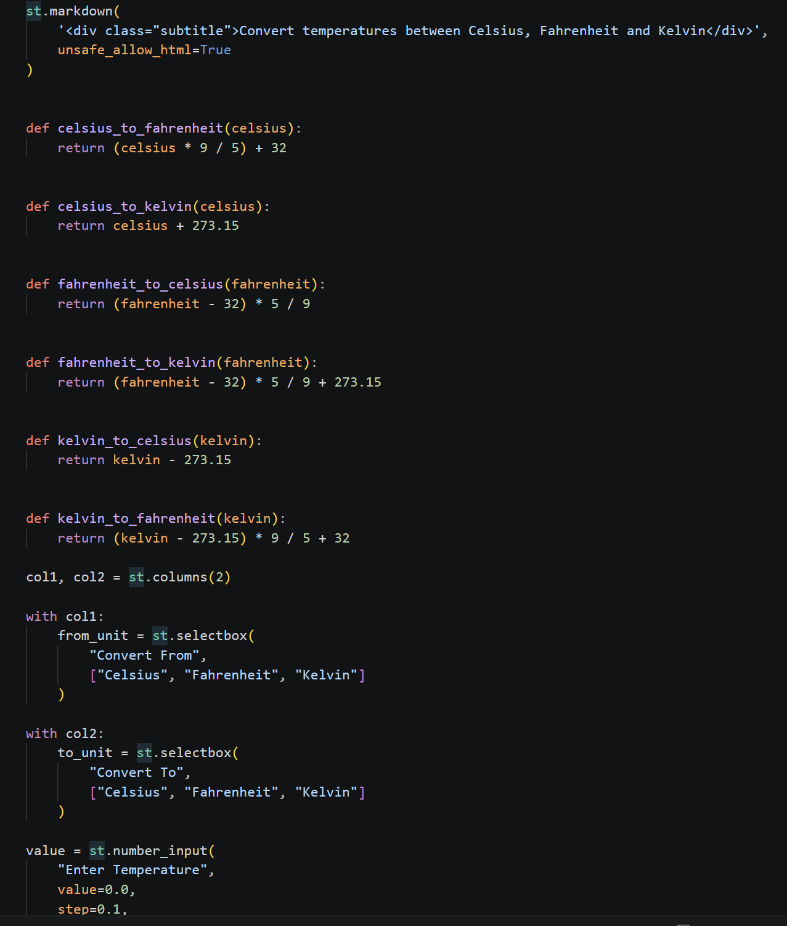 st.markdown(
'<div class="subtitle">Convert temperatures between Celsius, Fahrenheit and Kelvin</div>',
unsafe_allow_html=True
)
def celsius_to_fahrenheit(celsius):
return (celsius * 9 / 5) + 32
def celsius_to_kelvin(celsius):
return celsius + 273.15
def fahrenheit_to_celsius(fahrenheit):
return (fahrenheit - 32) * 5 / 9
def fahrenheit_to_kelvin(fahrenheit):
return (fahrenheit - 32) * 5 / 9 + 273.15
def kelvin_to_celsius(kelvin):
return kelvin - 273.15
def kelvin_to_fahrenheit(kelvin):
return (kelvin - 273.15) * 9 / 5 + 32
col1, col2 = st.columns(2)
with col1:
from_unit = st.selectbox(
"Convert From",
["Celsius", "Fahrenheit", "Kelvin"]
)
with col2:
to_unit = st.selectbox(
"Convert To",
["Celsius", "Fahrenheit", "Kelvin"]
)
value = st.number_input(
"Enter Temperature",
value=0.0,
step=0.1,